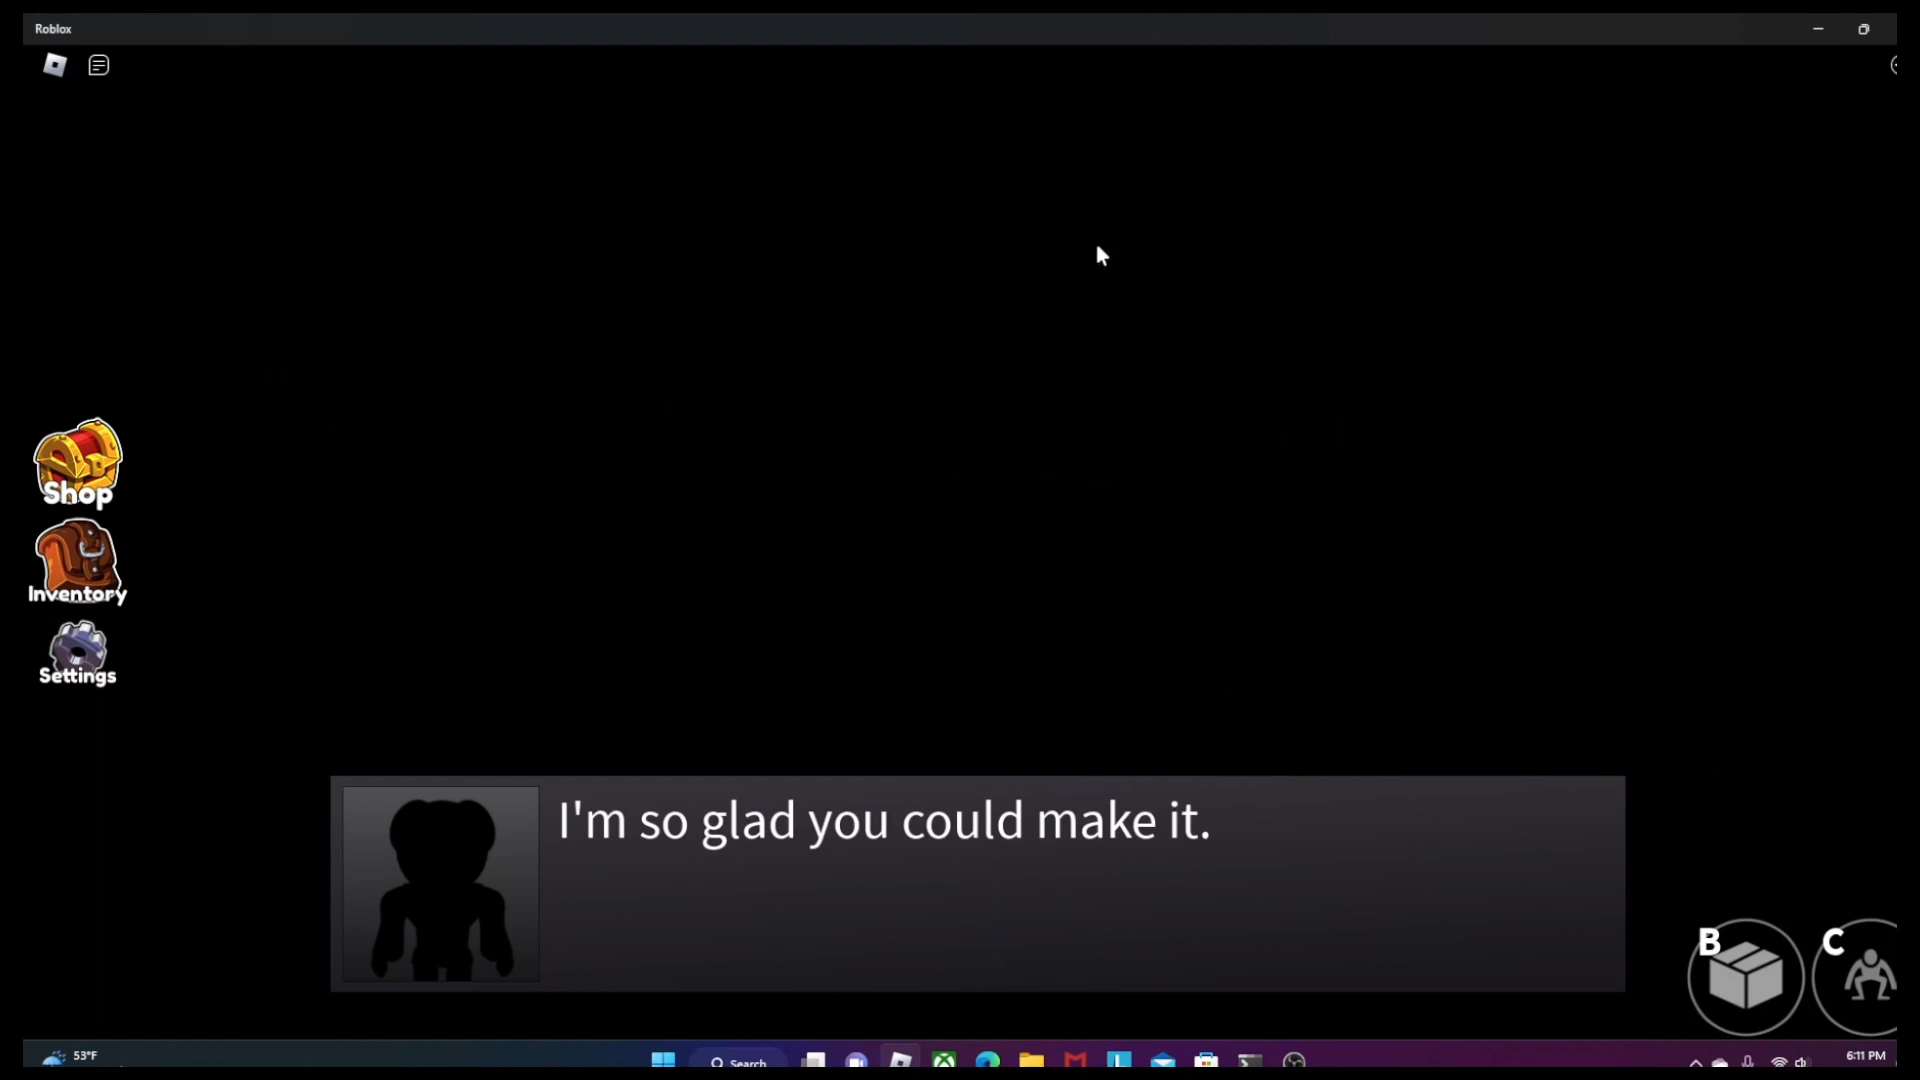 Roblox
Shop
Inventory
Settings
I'm so glad you could make it.
B
C
53°F
Search
6:11 PM